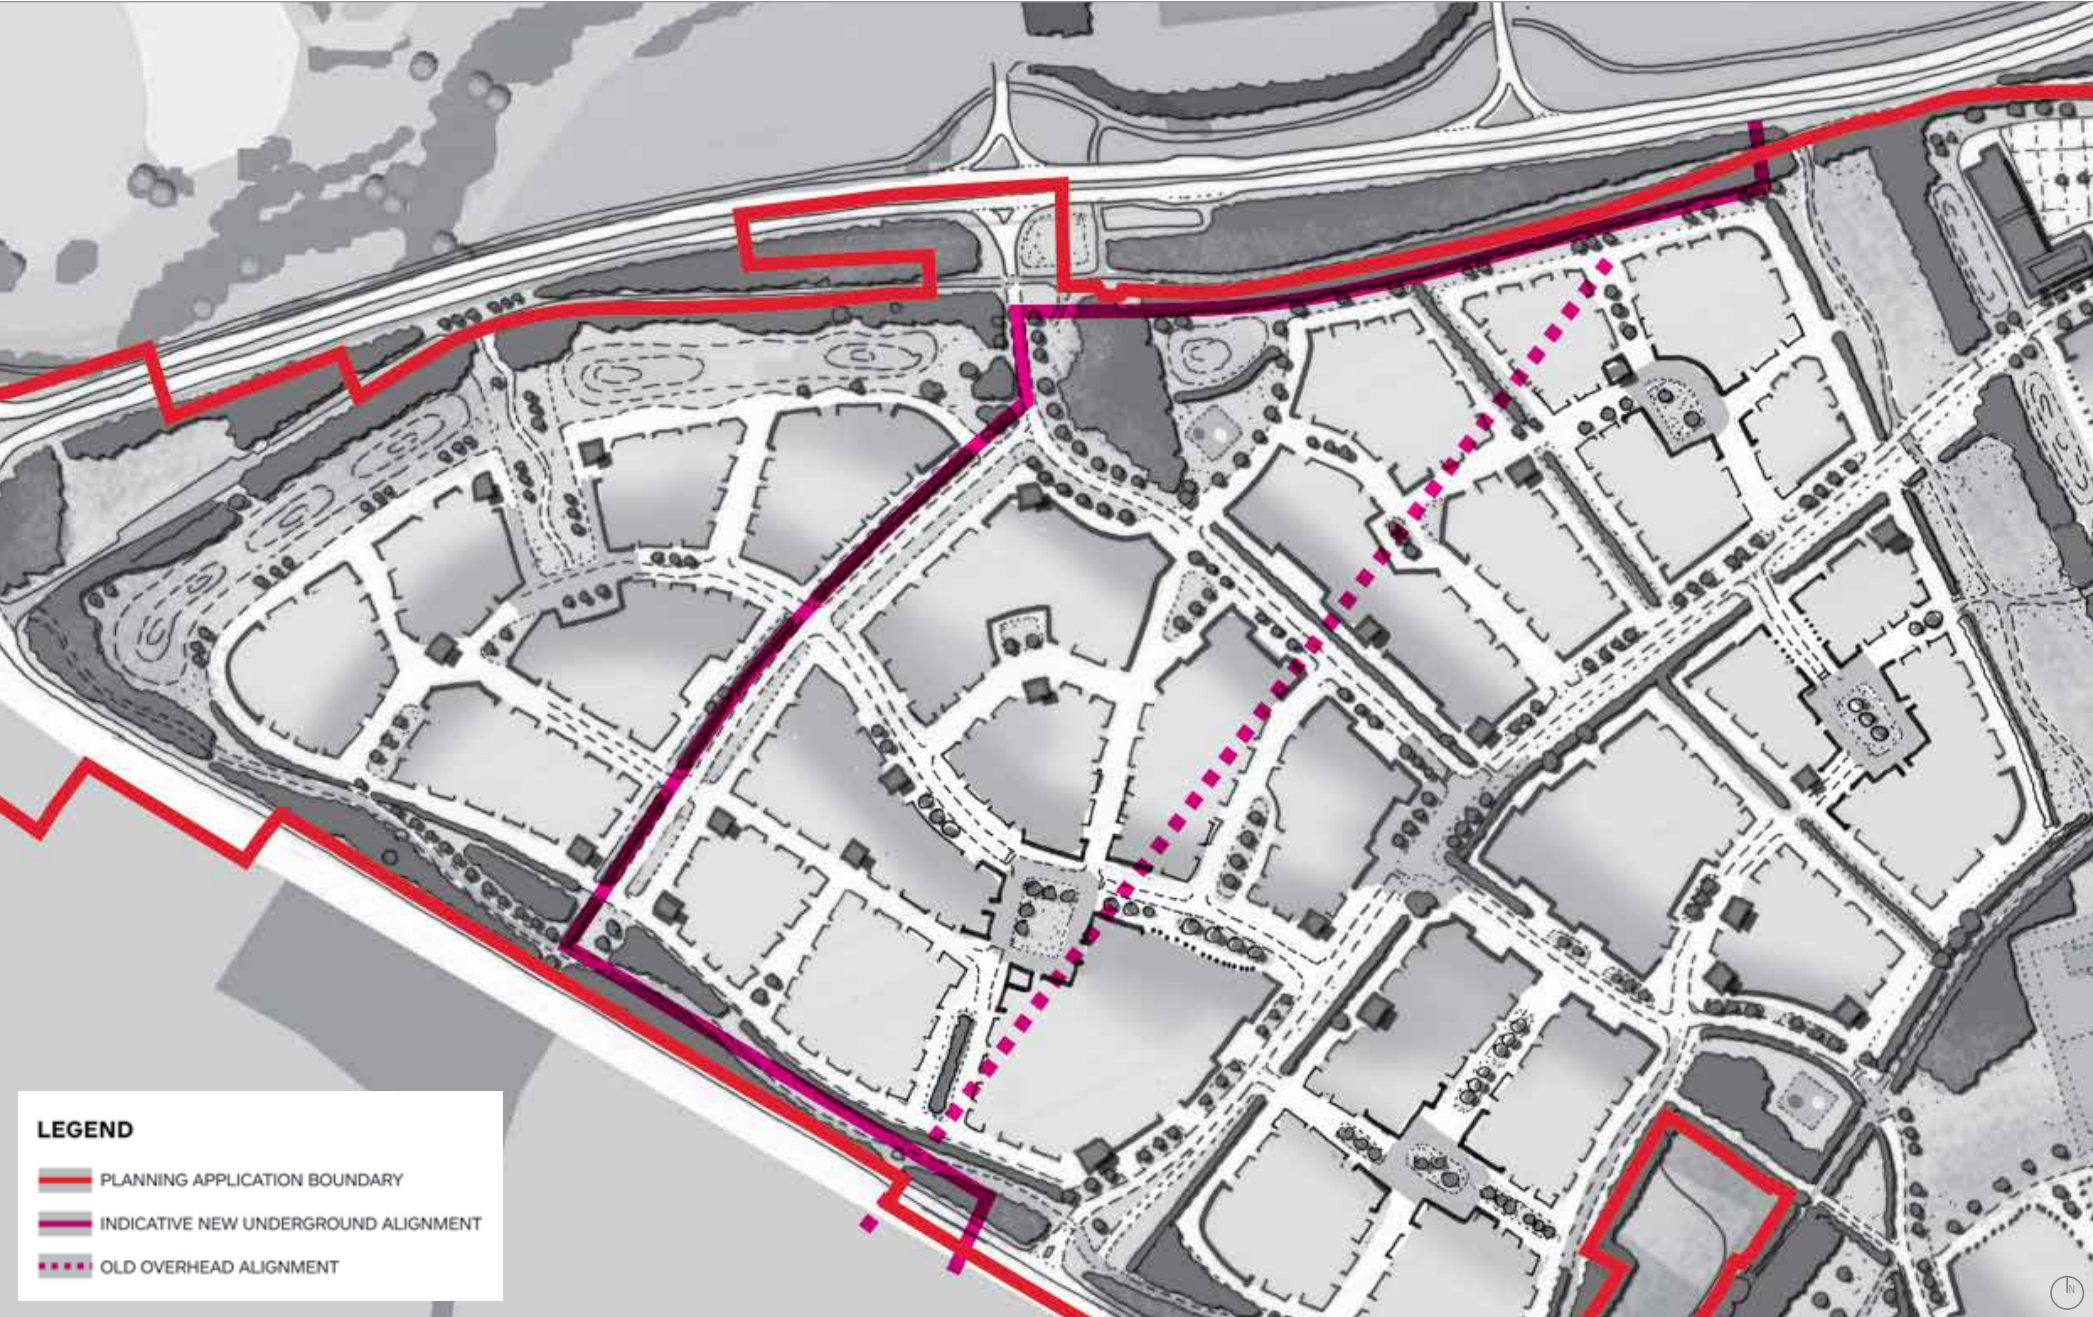 LEGEND
PLANNING APPLICATION BOUNDARY
INDICATIVE NEW UNDERGROUND ALIGNMENT
OLD OVERHEAD ALIGNMENT
N